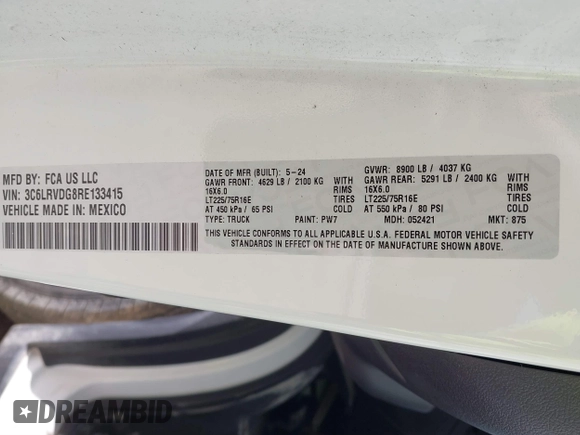 MFD BY: FCA US LLC
VIN: 3C6LRVDG8RE133415
VEHICLE MADE IN: MEXICO
DATE OF MFR (BUILT): 5-24 GVWR: 8900 LB / 4037 KG
GAWR FRONT: 4629 LB / 2100 KG WITH GAWR REAR: 5291 LB / 2400 KG WITH
16X6.0 RIMS 16X6.0 RIMS
LT225/75R16E TIRES LT225/75R16E TIRES
AT 450 kPa / 65 PSI COLD AT 550 kPa / 80 PSI COLD
TYPE: TRUCK PAINT: PW7 MDH: 052421 MKT: 875
THIS VEHICLE CONFORMS TO ALL APPLICABLE U.S.A. FEDERAL MOTOR VEHICLE SAFETY
STANDARDS IN EFFECT ON THE DATE OF MANUFACTURE SHOWN ABOVE.
DREAMBID